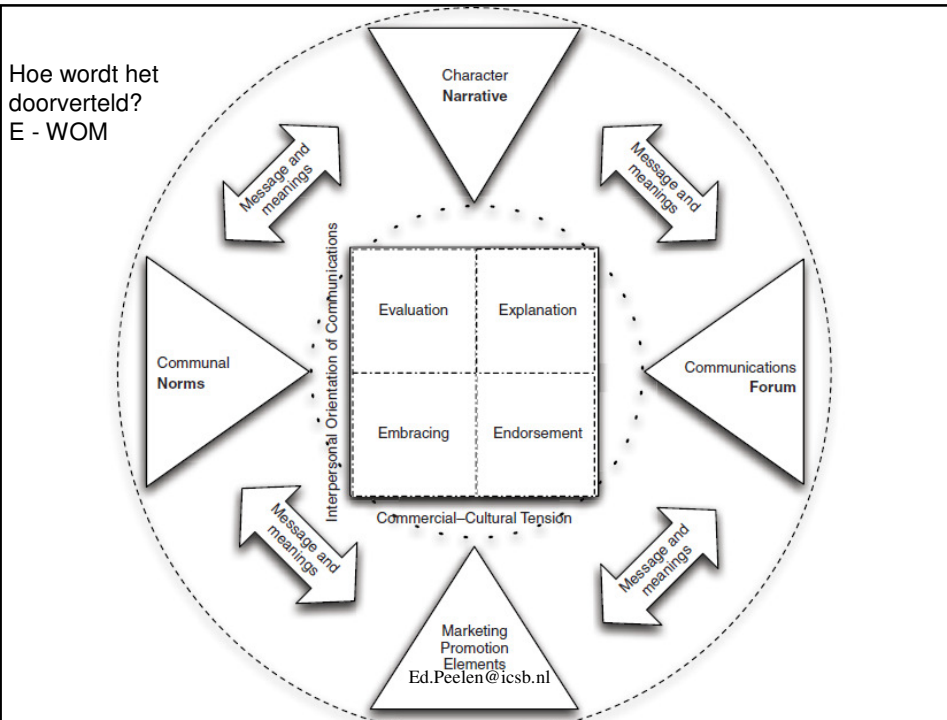 Hoe wordt het
doorverteld?
E - WOM
Character
Narrative
Message and
meanings
Message and
meanings
Interpersonal Orientation of Communications
Evaluation
Explanation
Communal
Norms
Communications
Forum
Embracing
Endorsement
Commercial–Cultural Tension
Message and
meanings
Message and
meanings
Marketing
Promotion
Elements
Ed.Peelen@icsb.nl